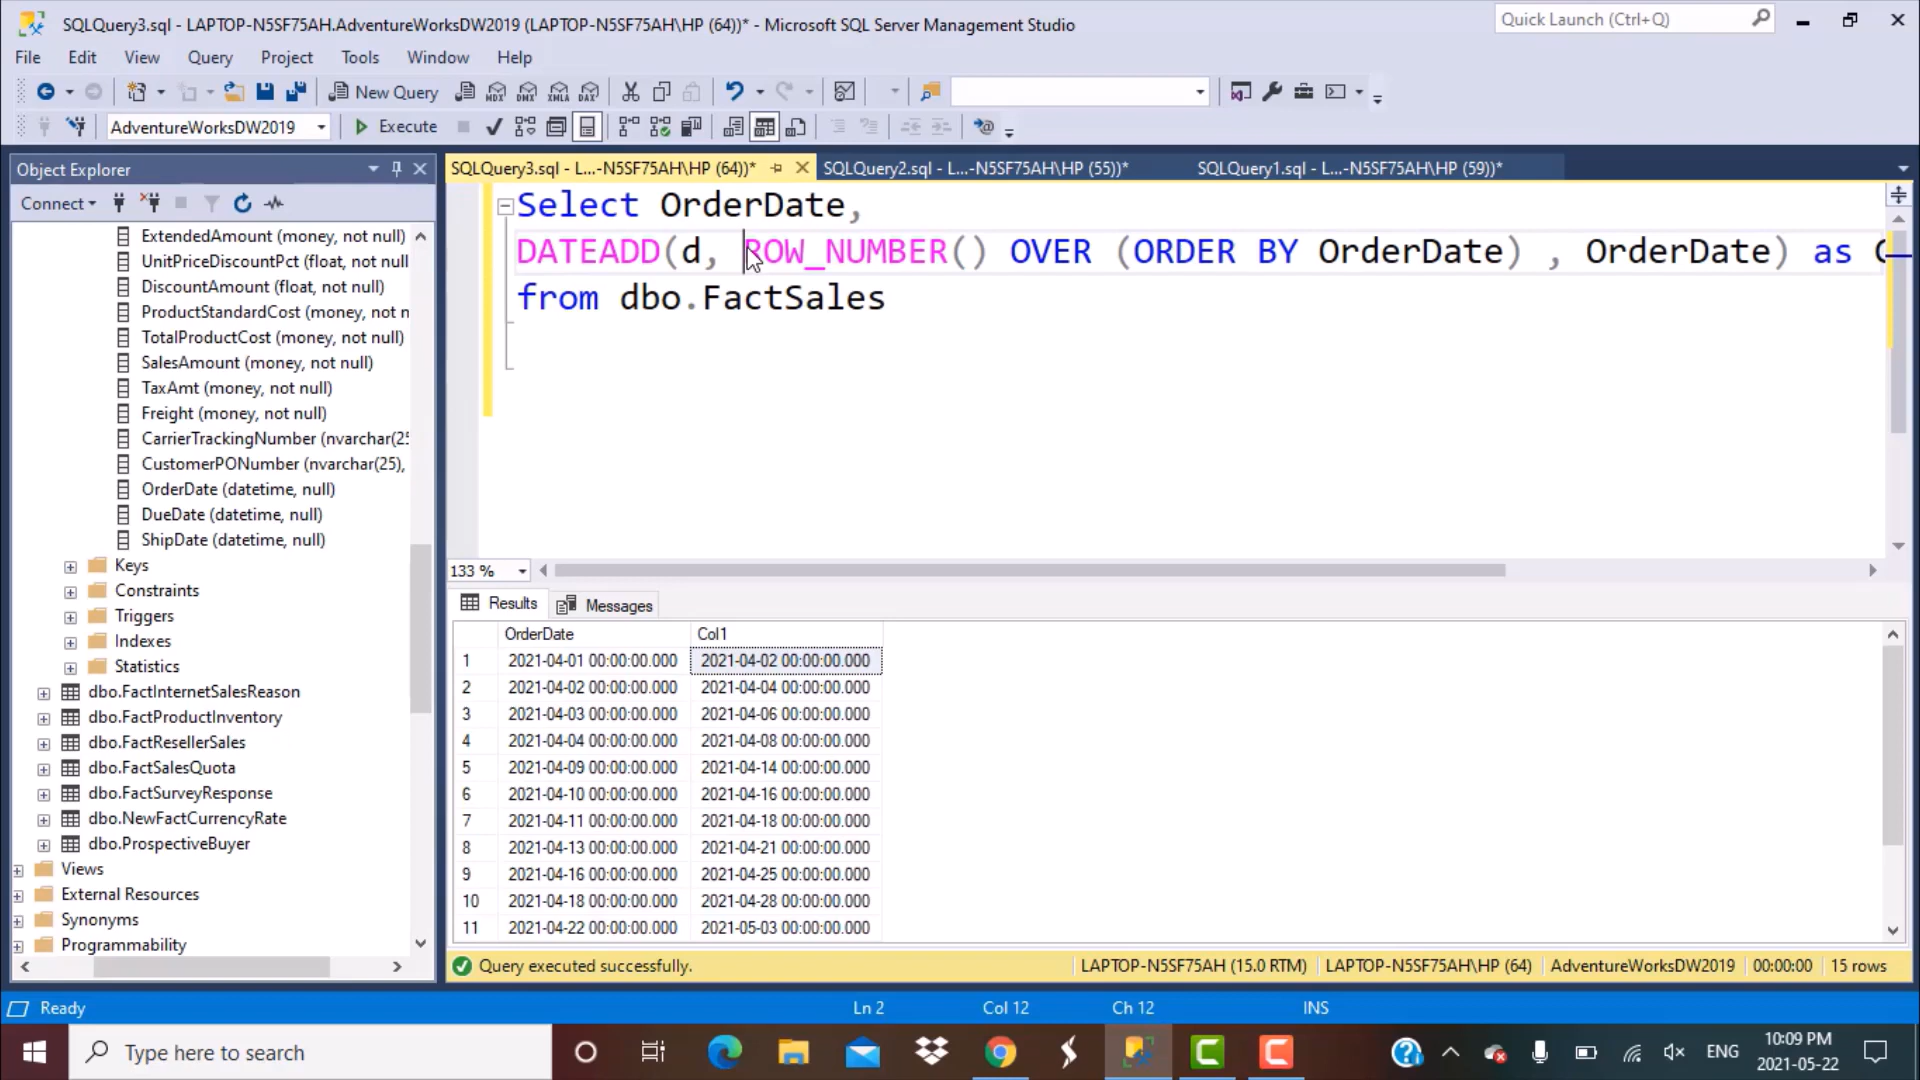 SQLQuery3.sql - LAPTOP-N5SF75AH.AdventureWorksDW2019 (LAPTOP-N5SF75AH\HP (64))* - Microsoft SQL Server Management Studio
Quick Launch (Ctrl+Q)
File Edit View Query Project Tools Window Help
New Query MDX DMX XMLA DAX
AdventureWorksDW2019 Execute
Object Explorer
Connect
ExtendedAmount (money, not null)
UnitPriceDiscountPct (float, not null
DiscountAmount (float, not null)
ProductStandardCost (money, not n
TotalProductCost (money, not null)
SalesAmount (money, not null)
TaxAmt (money, not null)
Freight (money, not null)
CarrierTrackingNumber (nvarchar(25
CustomerPONumber (nvarchar(25),
OrderDate (datetime, null)
DueDate (datetime, null)
ShipDate (datetime, null)
Keys
Constraints
Triggers
Indexes
Statistics
dbo.FactInternetSalesReason
dbo.FactProductInventory
dbo.FactResellerSales
dbo.FactSalesQuota
dbo.FactSurveyResponse
dbo.NewFactCurrencyRate
dbo.ProspectiveBuyer
Views
External Resources
Synonyms
Programmability
SQLQuery3.sql - L...-N5SF75AH\HP (64))* SQLQuery2.sql - L...-N5SF75AH\HP (55))* SQLQuery1.sql - L...-N5SF75AH\HP (59))*
Select OrderDate,
DATEADD(d, ROW_NUMBER() OVER (ORDER BY OrderDate) , OrderDate) as C
from dbo.FactSales
133 %
Results Messages
OrderDate Col1
1 2021-04-01 00:00:00.000 2021-04-02 00:00:00.000
2 2021-04-02 00:00:00.000 2021-04-04 00:00:00.000
3 2021-04-03 00:00:00.000 2021-04-06 00:00:00.000
4 2021-04-04 00:00:00.000 2021-04-08 00:00:00.000
5 2021-04-09 00:00:00.000 2021-04-14 00:00:00.000
6 2021-04-10 00:00:00.000 2021-04-16 00:00:00.000
7 2021-04-11 00:00:00.000 2021-04-18 00:00:00.000
8 2021-04-13 00:00:00.000 2021-04-21 00:00:00.000
9 2021-04-16 00:00:00.000 2021-04-25 00:00:00.000
10 2021-04-18 00:00:00.000 2021-04-28 00:00:00.000
11 2021-04-22 00:00:00.000 2021-05-03 00:00:00.000
Query executed successfully. LAPTOP-N5SF75AH (15.0 RTM) LAPTOP-N5SF75AH\HP (64) AdventureWorksDW2019 00:00:00 15 rows
Ready Ln 2 Col 12 Ch 12 INS
Type here to search
ENG
10:09 PM
2021-05-22